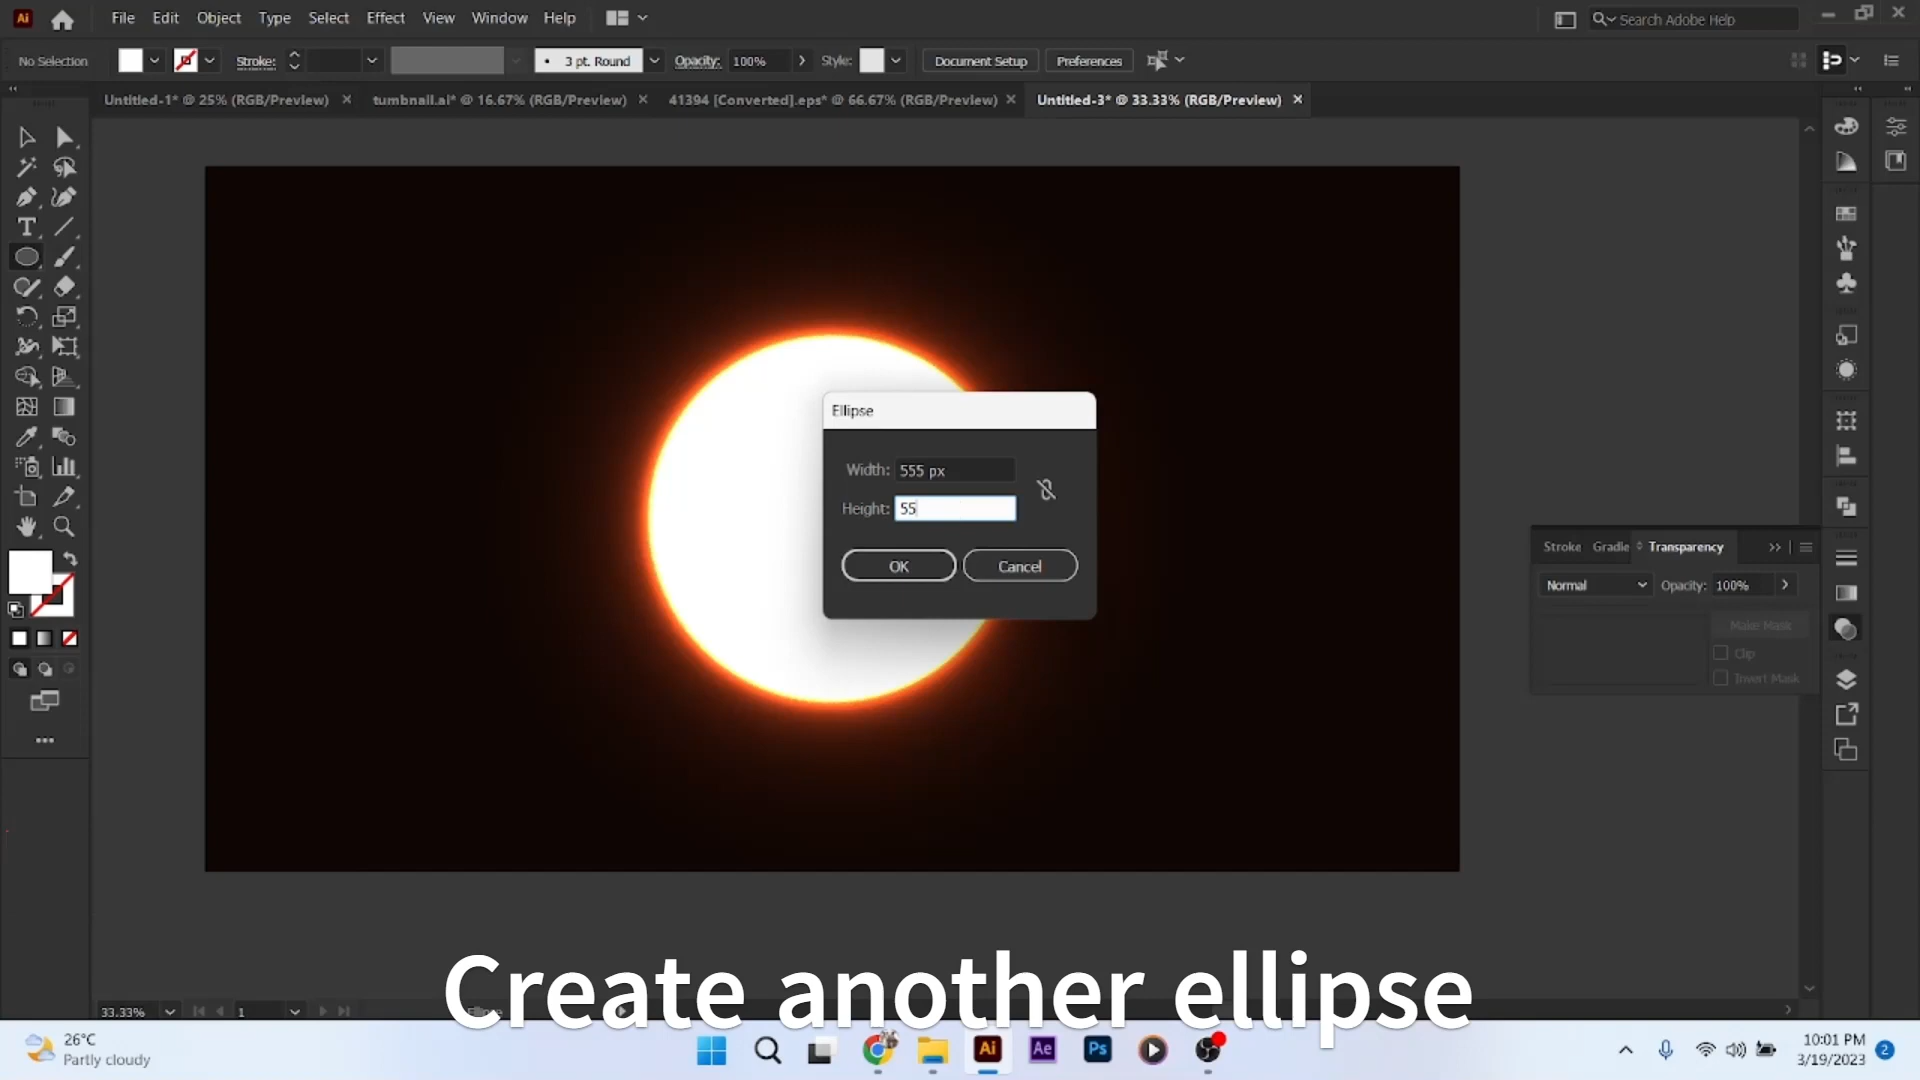 Ai File Edit Object Type Select Effect View Window Help Search Adobe Help
No Selection Stroke: 3 pt. Round Opacity: 100% Style: Document Setup Preferences
Untitled-1* @ 25% (RGB/Preview) tumbnail.ai* @ 16.67% (RGB/Preview) 41394 [Converted].eps* @ 66.67% (RGB/Preview) Untitled-3* @ 33.33% (RGB/Preview)
Ellipse
Width: 555 px
Height: 55
OK Cancel
Stroke Gradie Transparency
Normal Opacity: 100%
Make Mask
Clip
Invert Mask
Create another ellipse
33.33% 1
26°C
Partly cloudy
Ai Ae Ps
10:01 PM
3/19/2023 2